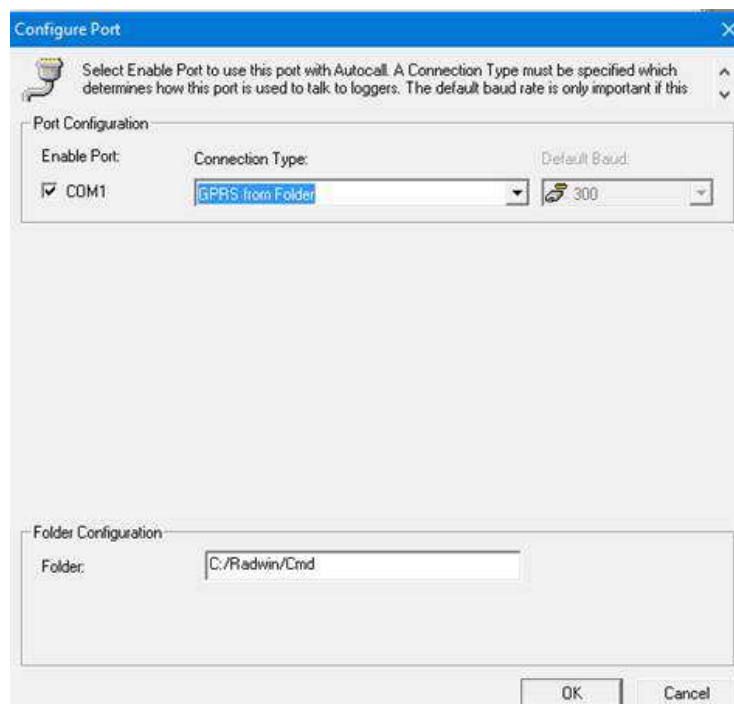 Configure Port
Select Enable Port to use this port with Autocall. A Connection Type must be specified which
determines how this port is used to talk to loggers. The default baud rate is only important if this
Port Configuration
Enable Port:
Connection Type:
Default Baud:
COM1
GPRS from Folder
300
Folder Configuration
Folder:
C:/Radwin/Cmd
OK
Cancel